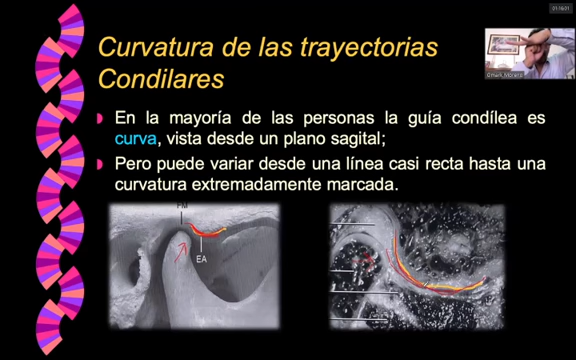 01:16:01
Curvatura de las trayectorias
Condilares
En la mayoría de las personas la guía condílea es
curva, vista desde un plano sagital;
Pero puede variar desde una línea casi recta hasta una
curvatura extremadamente marcada.
FM
EA